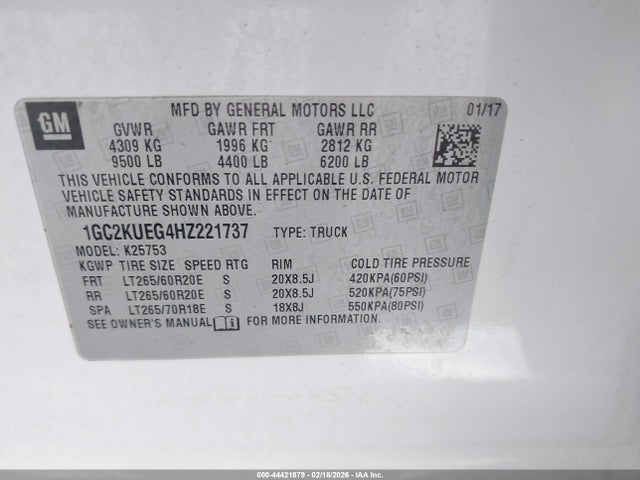 GM
MFD BY GENERAL MOTORS LLC 01/17
GVWR GAWR FRT GAWR RR
4309 KG 1996 KG 2812 KG
9500 LB 4400 LB 6200 LB
THIS VEHICLE CONFORMS TO ALL APPLICABLE U.S. FEDERAL MOTOR
VEHICLE SAFETY STANDARDS IN EFFECT ON THE DATE OF
MANUFACTURE SHOWN ABOVE.
1GC2KUEG4HZ221737 TYPE: TRUCK
MODEL: K25753
KGWP TIRE SIZE SPEED RTG RIM COLD TIRE PRESSURE
FRT LT265/60R20E S 20X8.5J 420KPA(60PSI)
RR LT265/60R20E S 20X8.5J 520KPA(75PSI)
SPA LT265/70R18E S 18X8J 550KPA(80PSI)
SEE OWNER'S MANUAL FOR MORE INFORMATION.
000-44421879 - 02/18/2026 - IAAI.CA